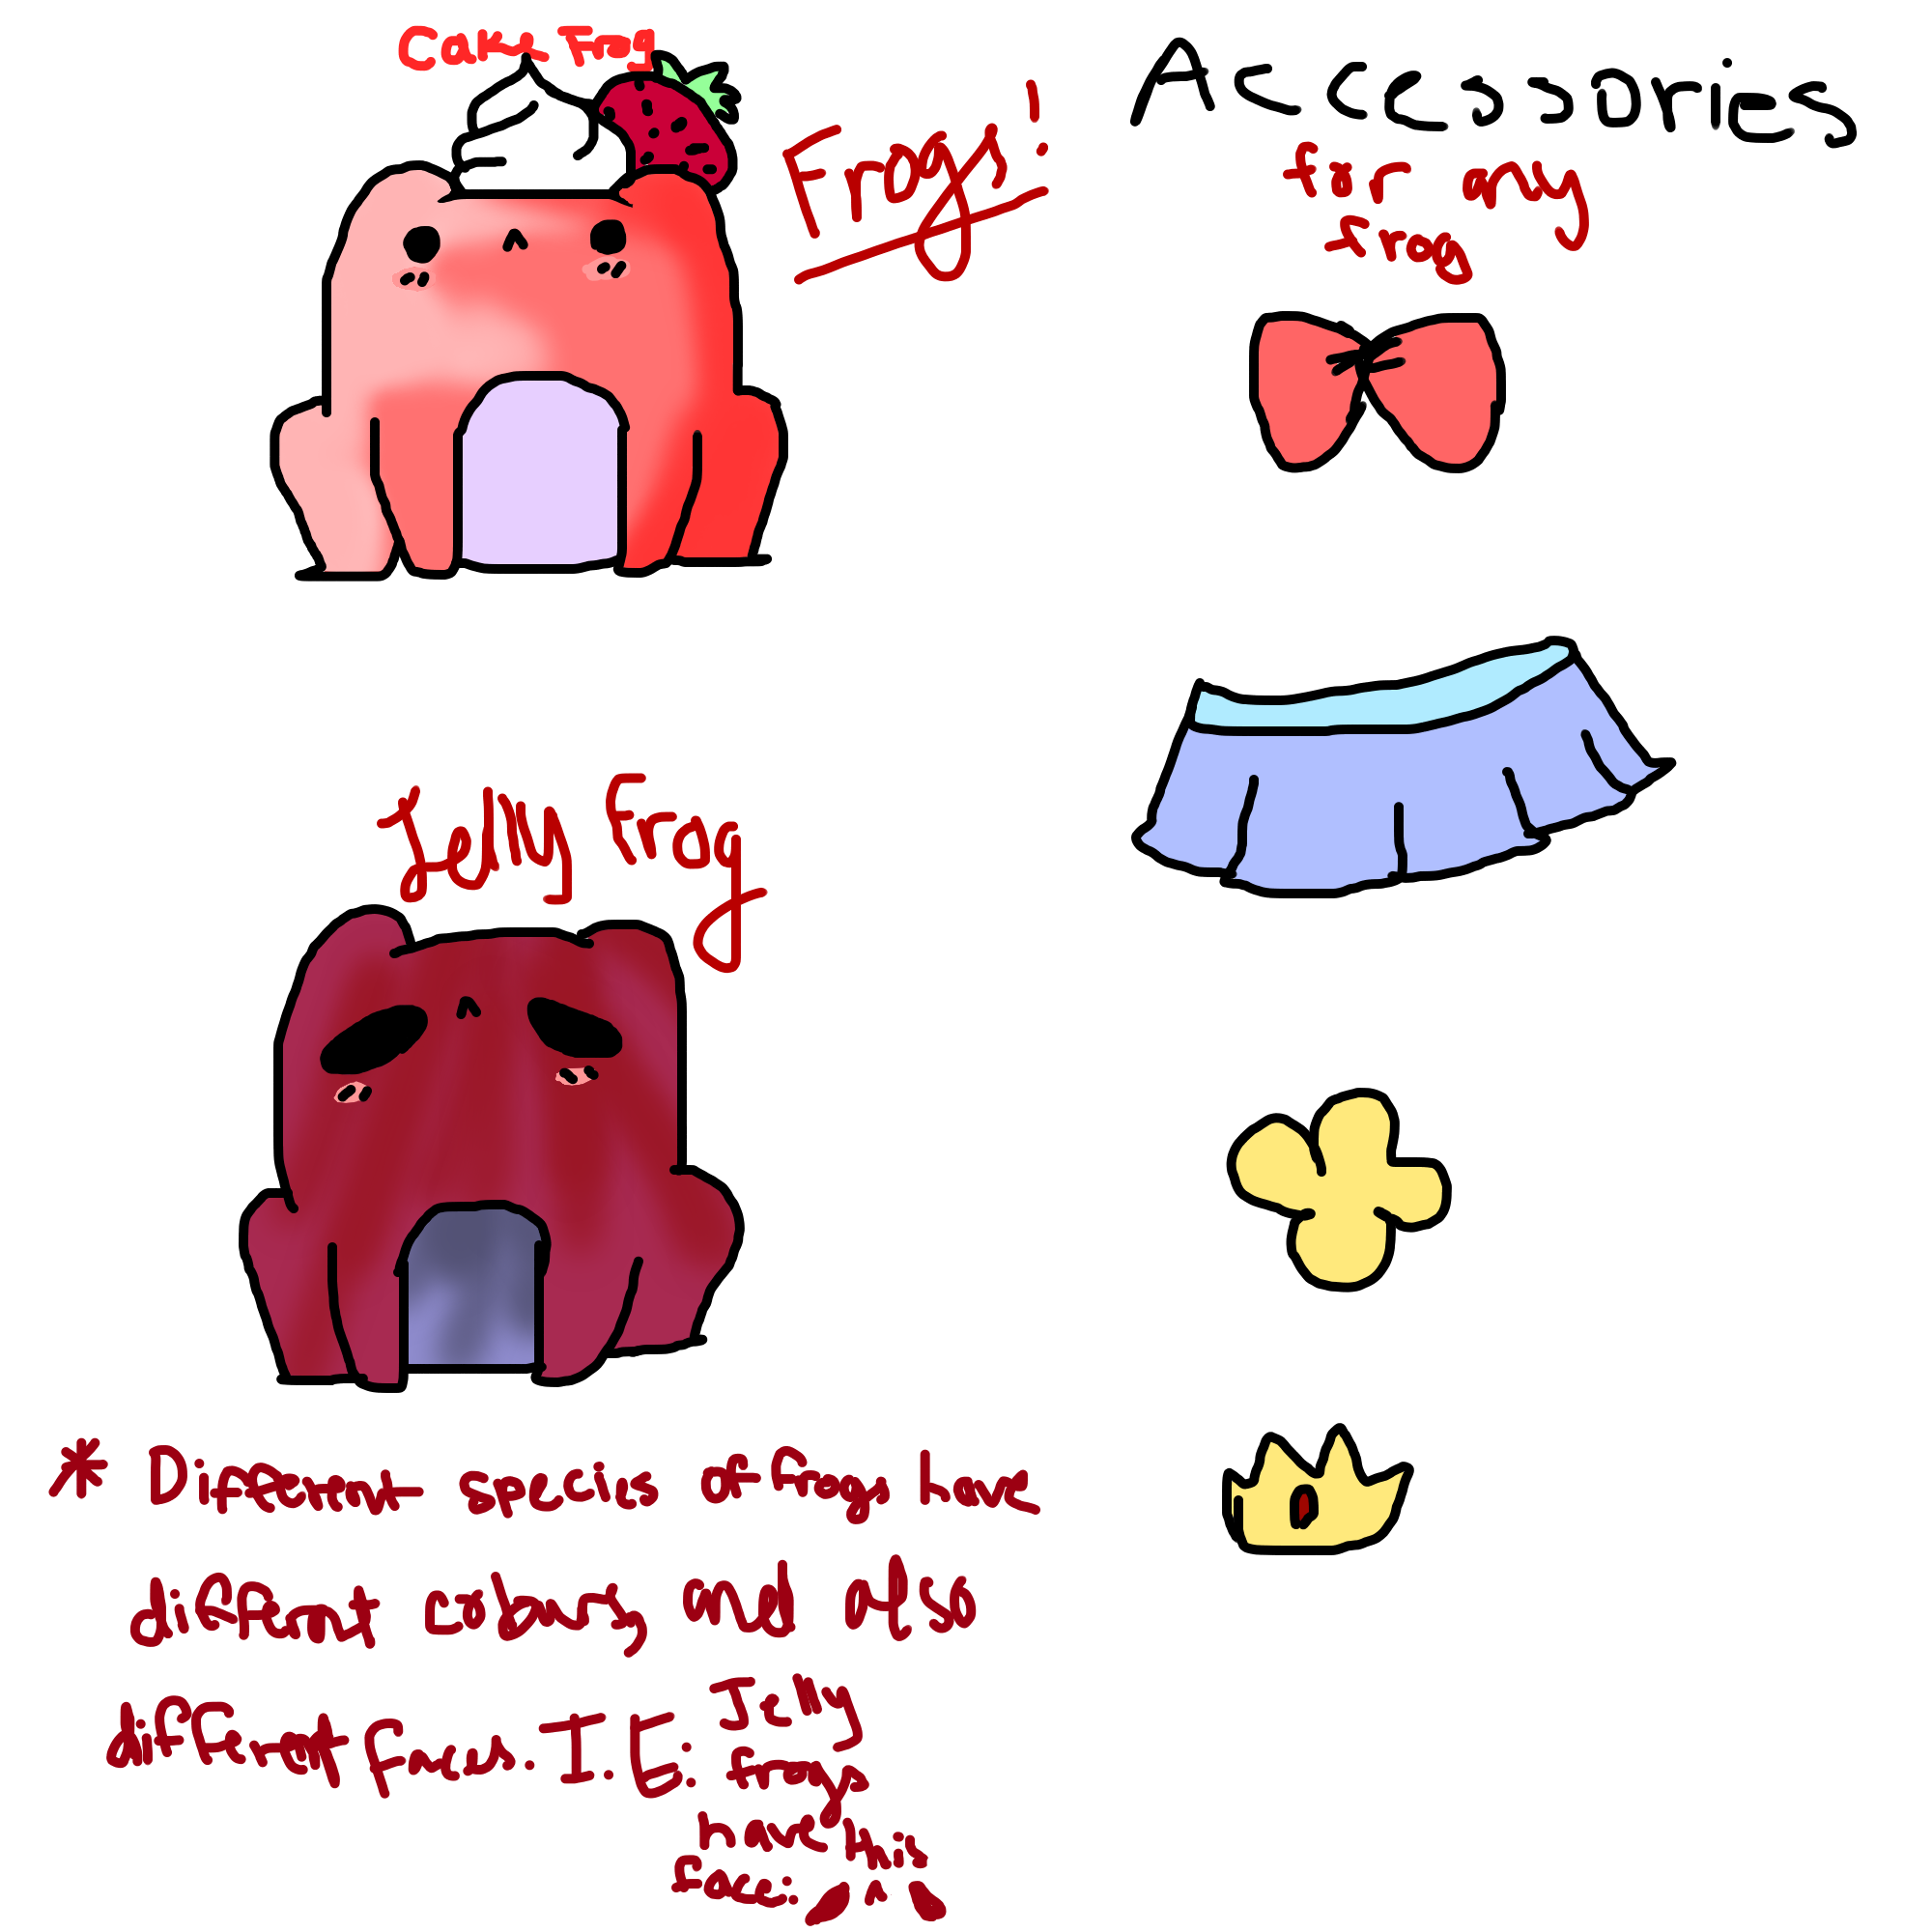 Cake Frog
Frogs!
Accessories
for any
frog
Jelly Frog
* Different species of frogs have
different colours, and also
different faces. I.E:
Jelly
frogs
have this
face: